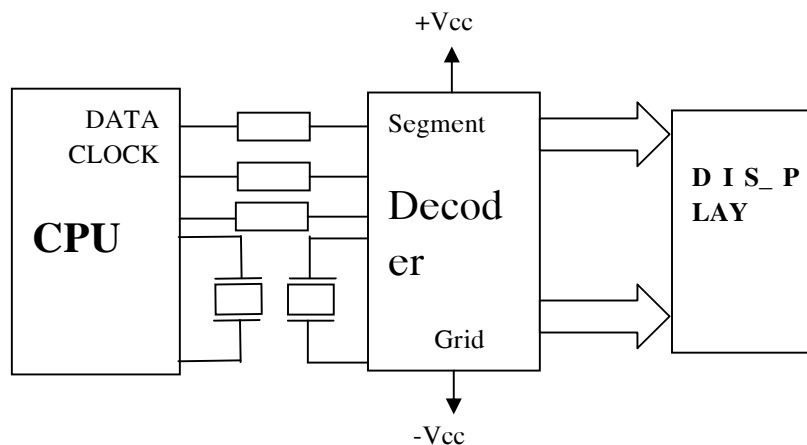 +Vcc
DATA
CLOCK
CPU
Segment
Decod
er
Grid
D I S_ P
LAY
-Vcc